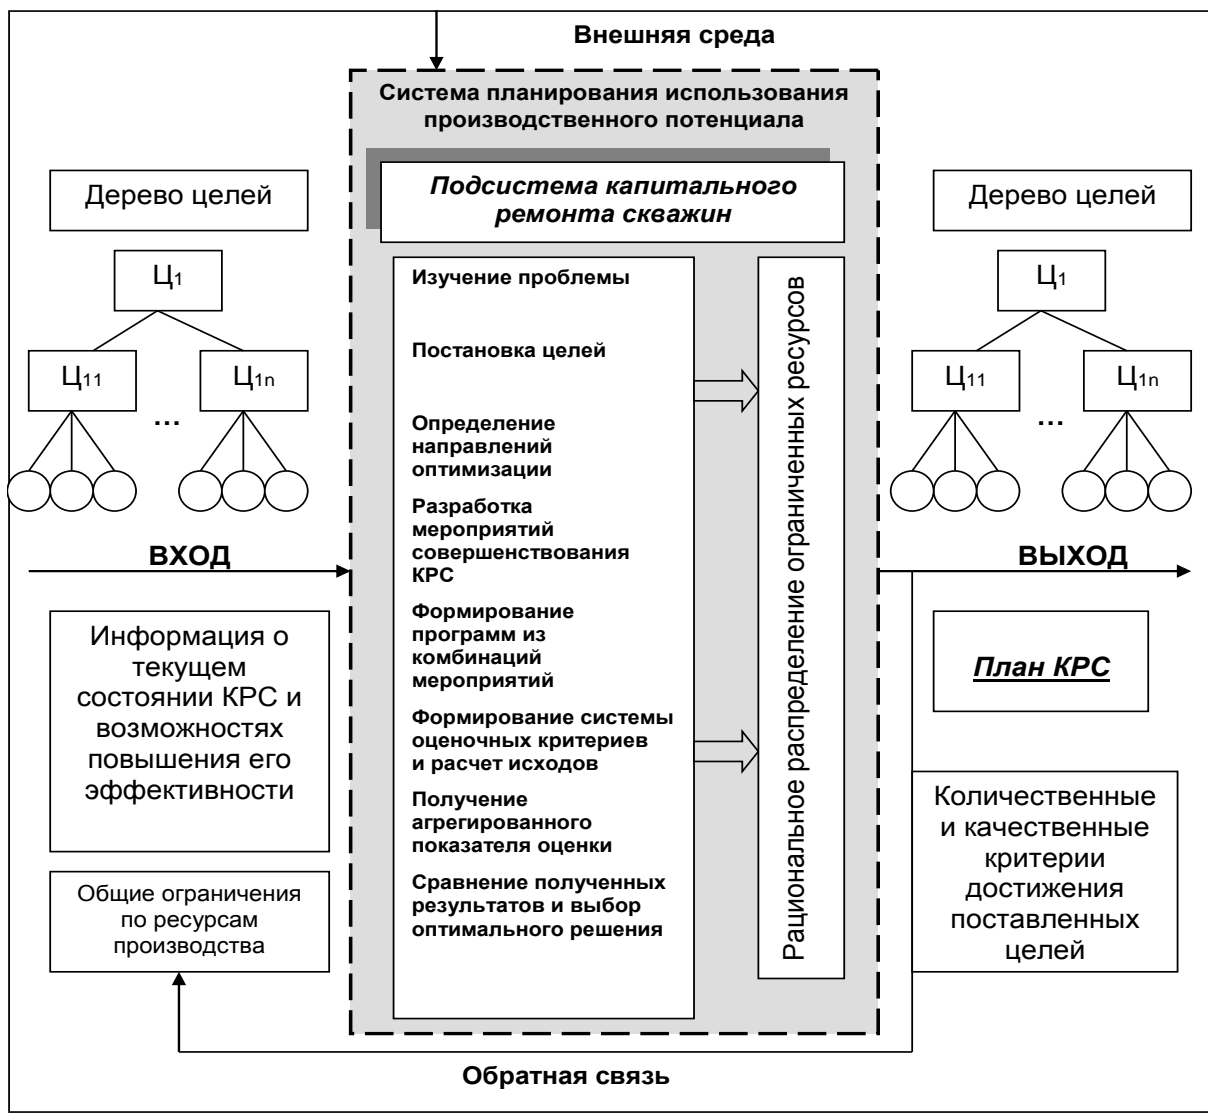 Внешняя среда
Система планирования использования
производственного потенциала
Подсистема капитального
ремонта скважин
Дерево целей
Ц1
Ц11
Ц1n
...
ВХОД
Информация о
текущем
состоянии КРС и
возможностях
повышения его
эффективности
Общие ограничения
по ресурсам
производства
Изучение проблемы
Постановка целей
Определение
направлений
оптимизации
Разработка
мероприятий
совершенствования
КРС
Формирование
программ из
комбинаций
мероприятий
Формирование системы
оценочных критериев
и расчет исходов
Получение
агрегированного
показателя оценки
Сравнение полученных
результатов и выбор
оптимального решения
Рациональное распределение ограниченных ресурсов
Дерево целей
Ц1
Ц11
Ц1n
...
ВЫХОД
План КРС
Количественные
и качественные
критерии
достижения
поставленных
целей
Обратная связь